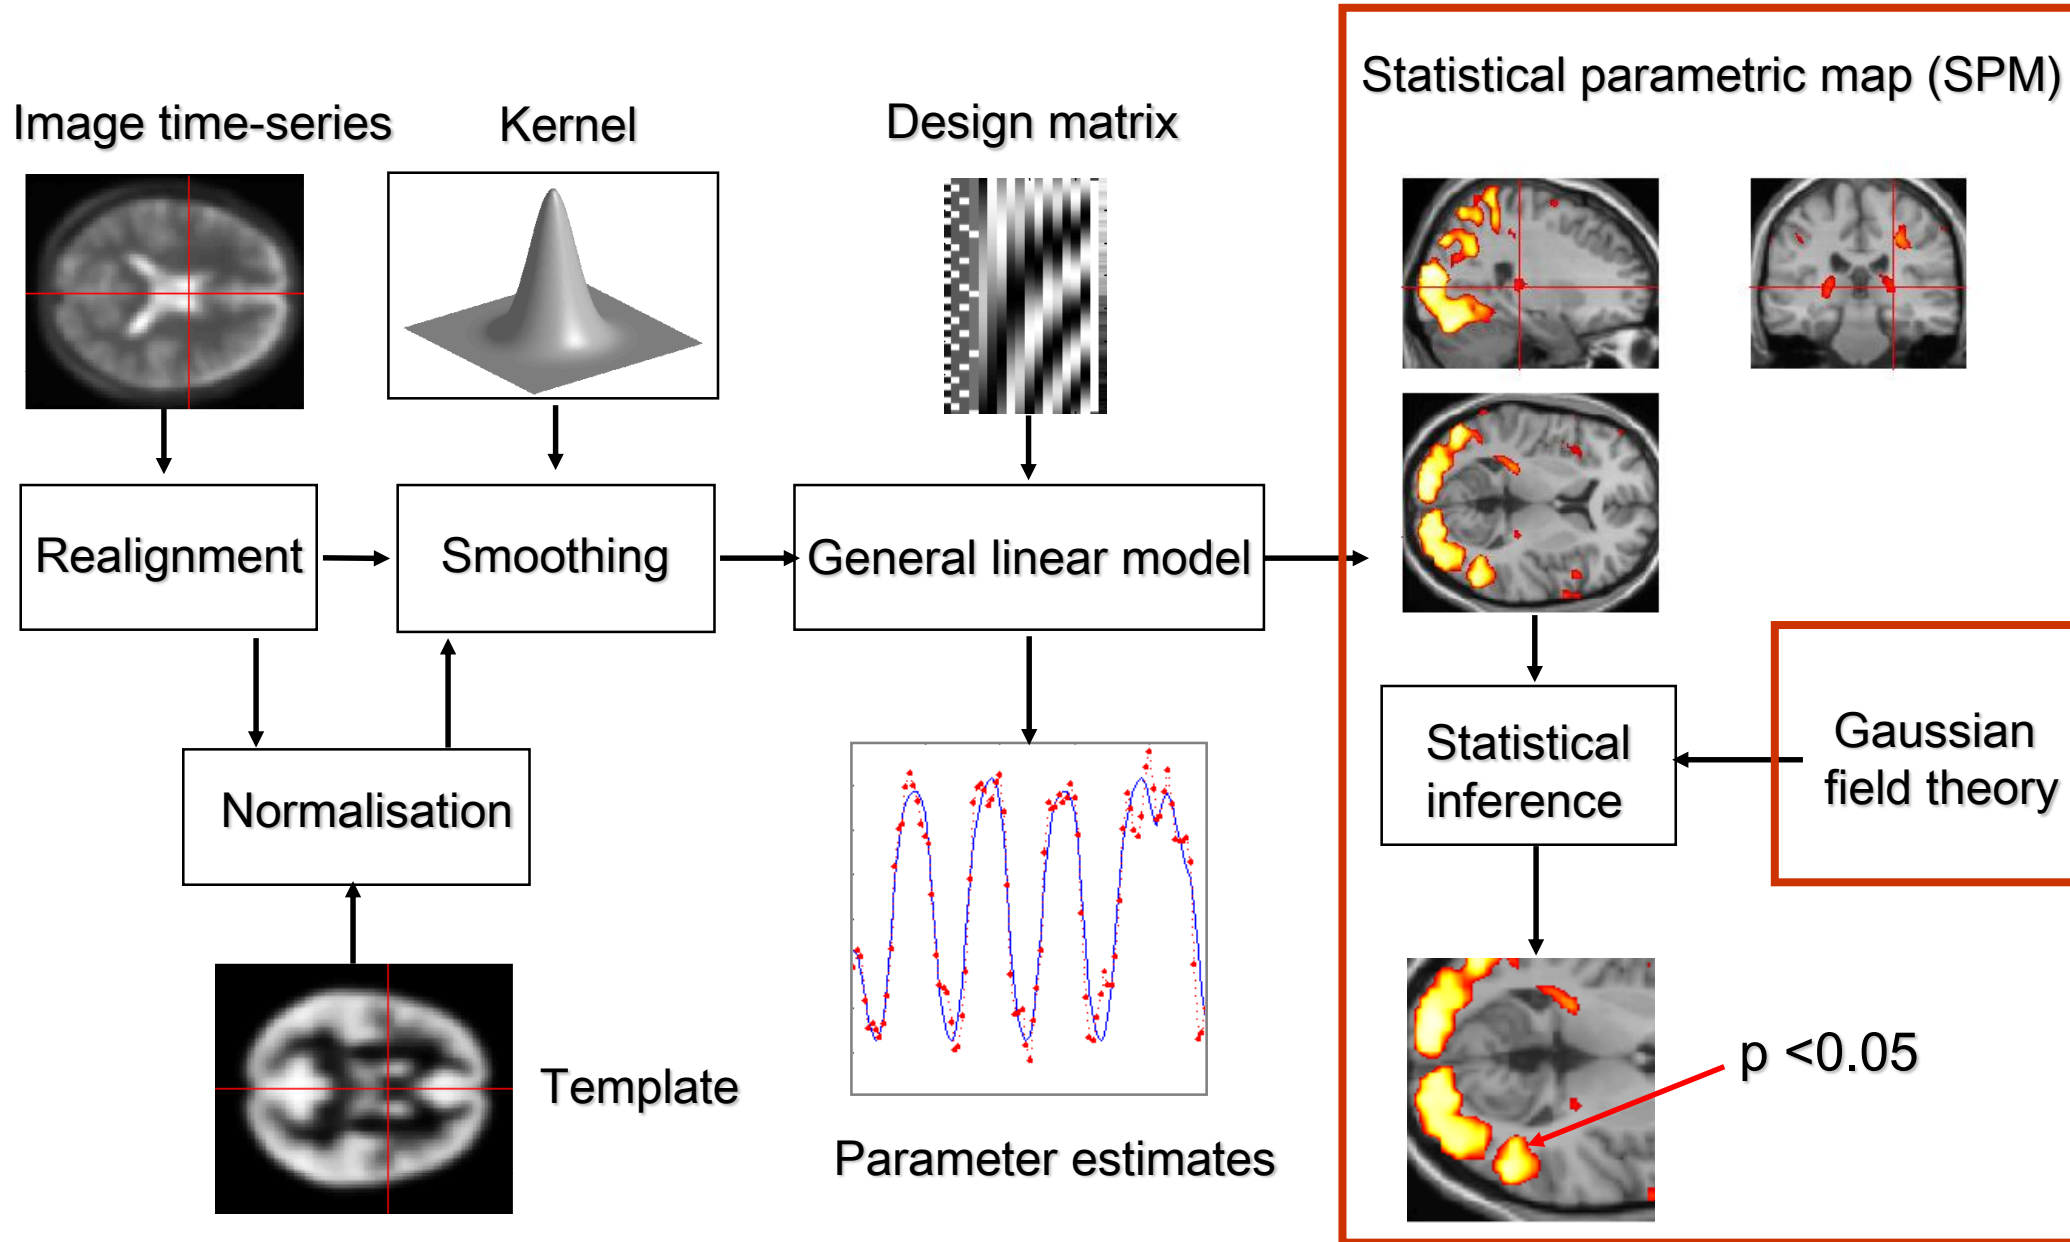 Statistical parametric map (SPM)
Image time-series
Kernel
Design matrix
Realignment
Smoothing
General linear model
Normalisation
Statistical
inference
Gaussian
field theory
Template
Parameter estimates
p <0.05